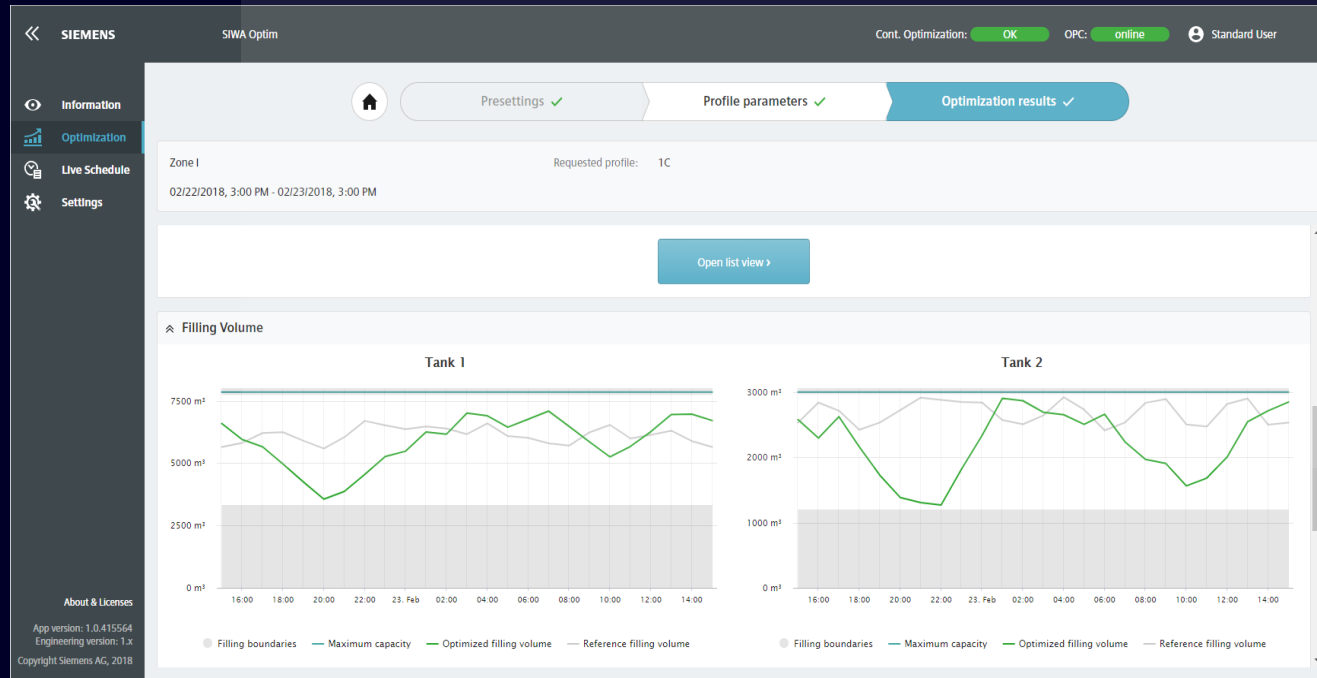 SIEMENS
SIWA Optim
Cont. Optimization: OK OPC: online Standard User
Information
Optimization
Live Schedule
Settings
Presettings
Profile parameters
Optimization results
Zone I
Requested profile: 1C
02/22/2018, 3:00 PM - 02/23/2018, 3:00 PM
Open list view ›
Filling Volume
Tank 1
7500 m³
5000 m³
2500 m³
0 m³
16:00 18:00 20:00 22:00 23. Feb 02:00 04:00 06:00 08:00 10:00 12:00 14:00
Filling boundaries Maximum capacity Optimized filling volume Reference filling volume
Tank 2
3000 m³
2000 m³
1000 m³
0 m³
16:00 18:00 20:00 22:00 23. Feb 02:00 04:00 06:00 08:00 10:00 12:00 14:00
Filling boundaries Maximum capacity Optimized filling volume Reference filling volume
About & Licenses
App version: 1.0.415564
Engineering version: 1.x
Copyright Siemens AG, 2018